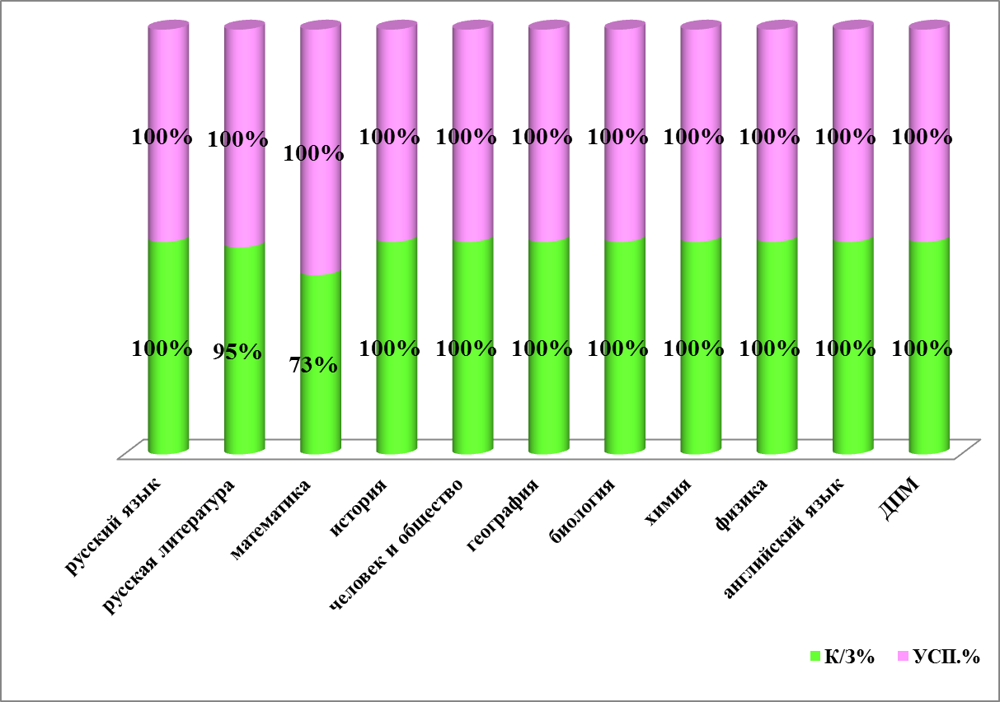 100% 100% 100% 100% 100% 100% 100% 100% 100% 100% 100%
100% 95% 73% 100% 100% 100% 100% 100% 100% 100% 100%
русский язык
русская литература
математика
история
человек и общество
география
биология
химия
физика
английский язык
ДПМ
К/З% УСП.%